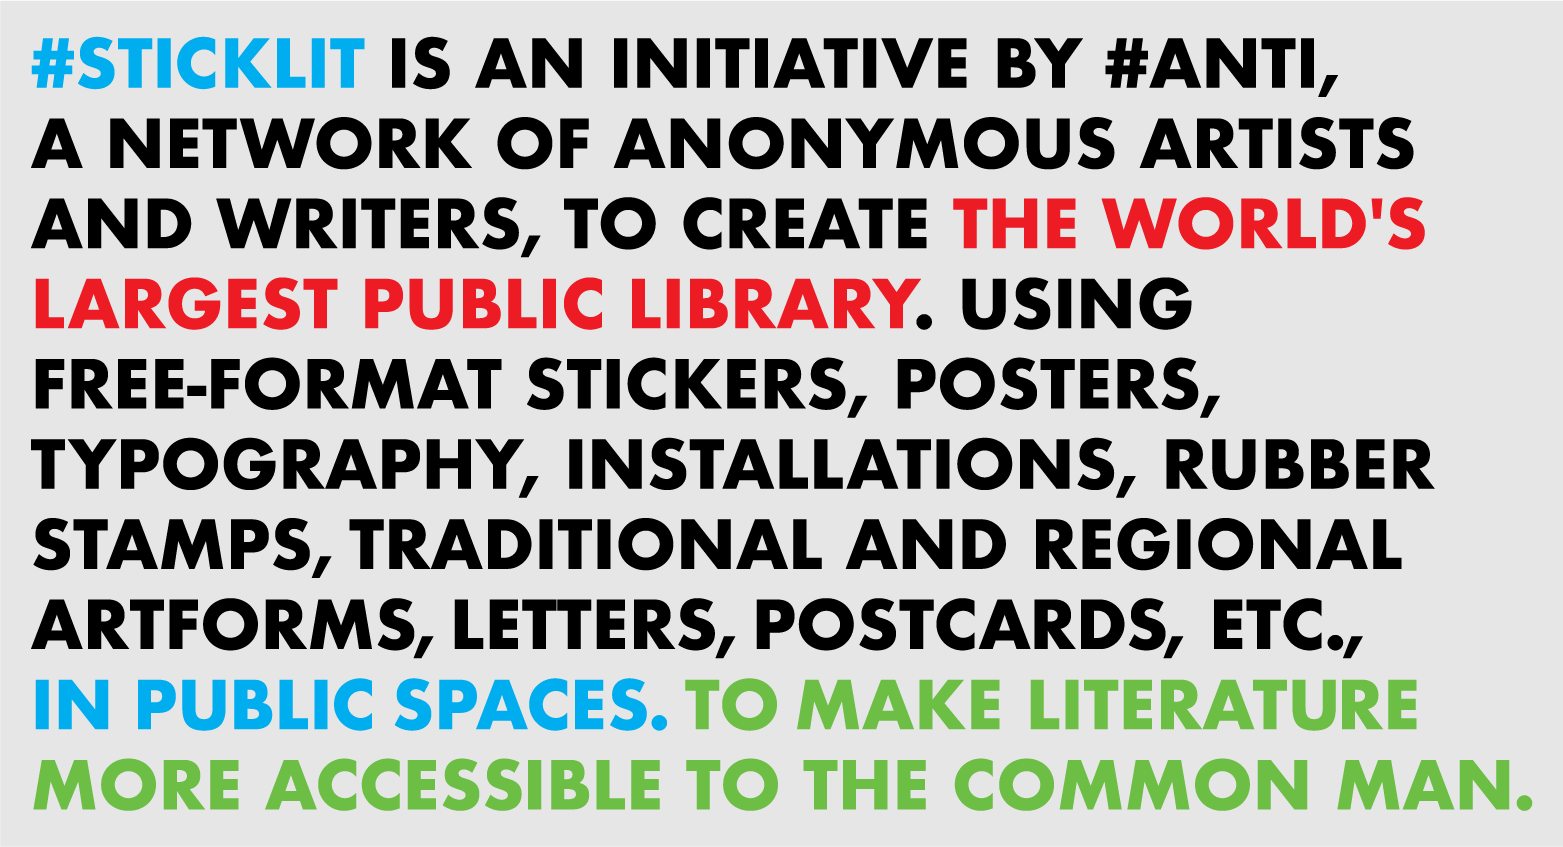 #STICKLIT IS AN INITIATIVE BY #ANTI,
A NETWORK OF ANONYMOUS ARTISTS
AND WRITERS, TO CREATE THE WORLD'S
LARGEST PUBLIC LIBRARY. USING
FREE-FORMAT STICKERS, POSTERS,
TYPOGRAPHY, INSTALLATIONS, RUBBER
STAMPS, TRADITIONAL AND REGIONAL
ARTFORMS, LETTERS, POSTCARDS, ETC.,
IN PUBLIC SPACES. TO MAKE LITERATURE
MORE ACCESSIBLE TO THE COMMON MAN.